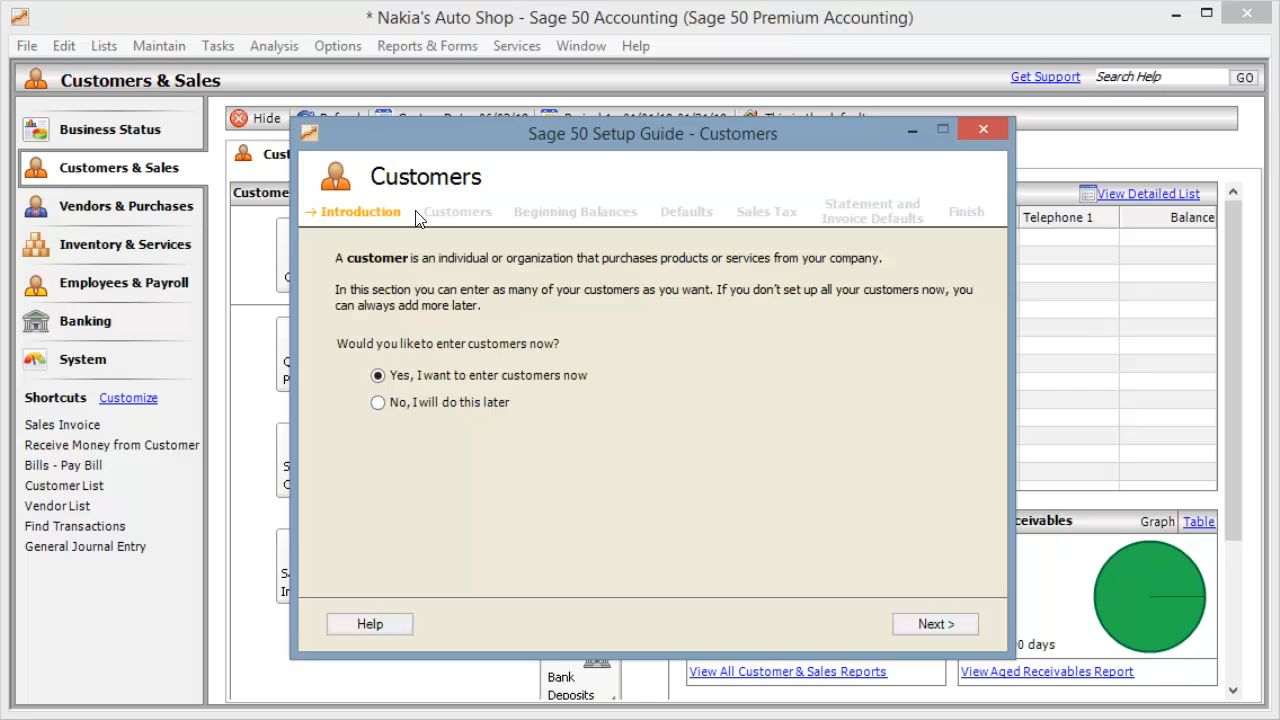 * Nakia's Auto Shop - Sage 50 Accounting (Sage 50 Premium Accounting)
File Edit Lists Maintain Tasks Analysis Options Reports & Forms Services Window Help
Customers & Sales
Get Support Search Help GO
Business Status
Customers & Sales
Vendors & Purchases
Inventory & Services
Employees & Payroll
Banking
System
Shortcuts Customize
Sales Invoice
Receive Money from Customer
Bills - Pay Bill
Customer List
Vendor List
Find Transactions
General Journal Entry
Hide
Sage 50 Setup Guide - Customers
Customers
→ Introduction Customers Beginning Balances Defaults Sales Tax Statement and Invoice Defaults Finish
A customer is an individual or organization that purchases products or services from your company.
In this section you can enter as many of your customers as you want. If you don't set up all your customers now, you
can always add more later.
Would you liketo enter customers now?
Yes, I want to enter customers now
No, I will do this later
Help Next >
View Detailed List
Telephone 1 Balance
ceivables Graph Table
0 days
Bank
Deposits
View All Customer & Sales Reports
View Aged Receivables Report